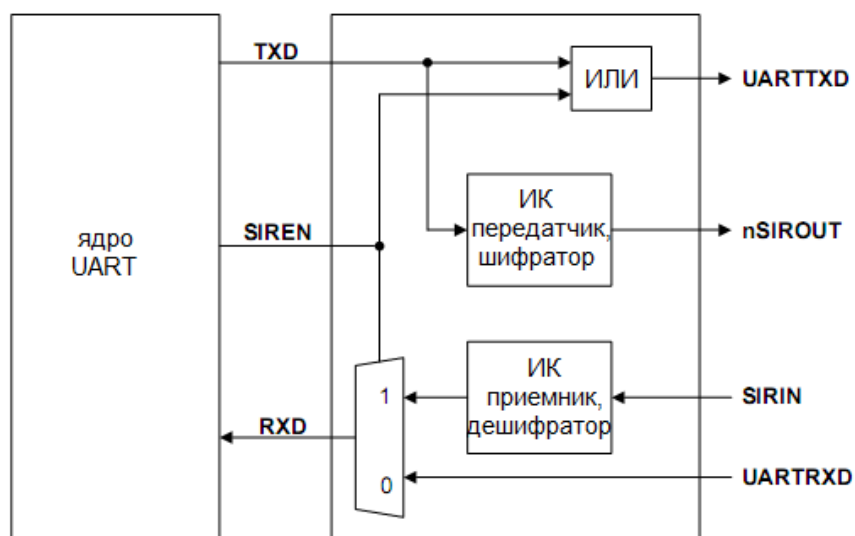 TXD
ИЛИ
UARTTXD
ИК
передатчик,
шифратор
nSIROUT
SIREN
ядро
UART
ИК
приемник,
дешифратор
1
SIRIN
RXD
0
UARTRXD